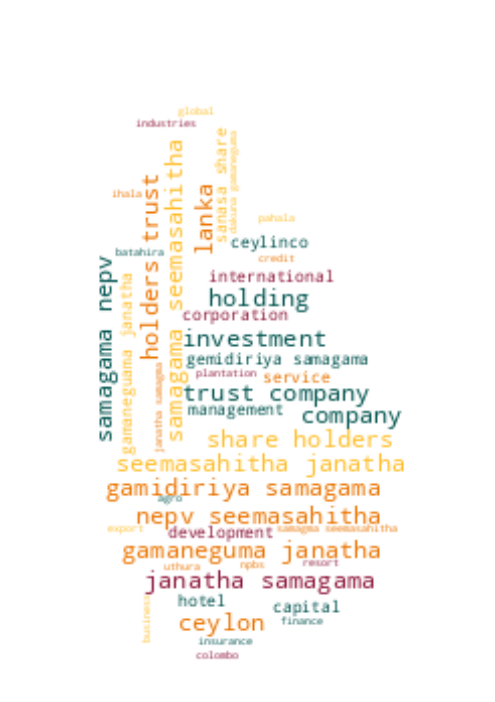 global
industries
samagama seemasahitha
sanasa share
dakuna gamaneguma
holders trust
lanka
ihala
pahala
ceylinco
batahira
credit
samagama nepv
international
gamaneguama janatha
holding
corporation
investment
gemidiriya samagama
janatha samagama
plantation
service
trust company
management
company
share holders
seemasahitha janatha
gamidiriya samagama
agro
nepv seemasahitha
export
development
samagma seemasahitha
gamaneguma janatha
resort
uthura
npbs
janatha samagama
business
hotel
capital
ceylon
finance
insurance
colombo